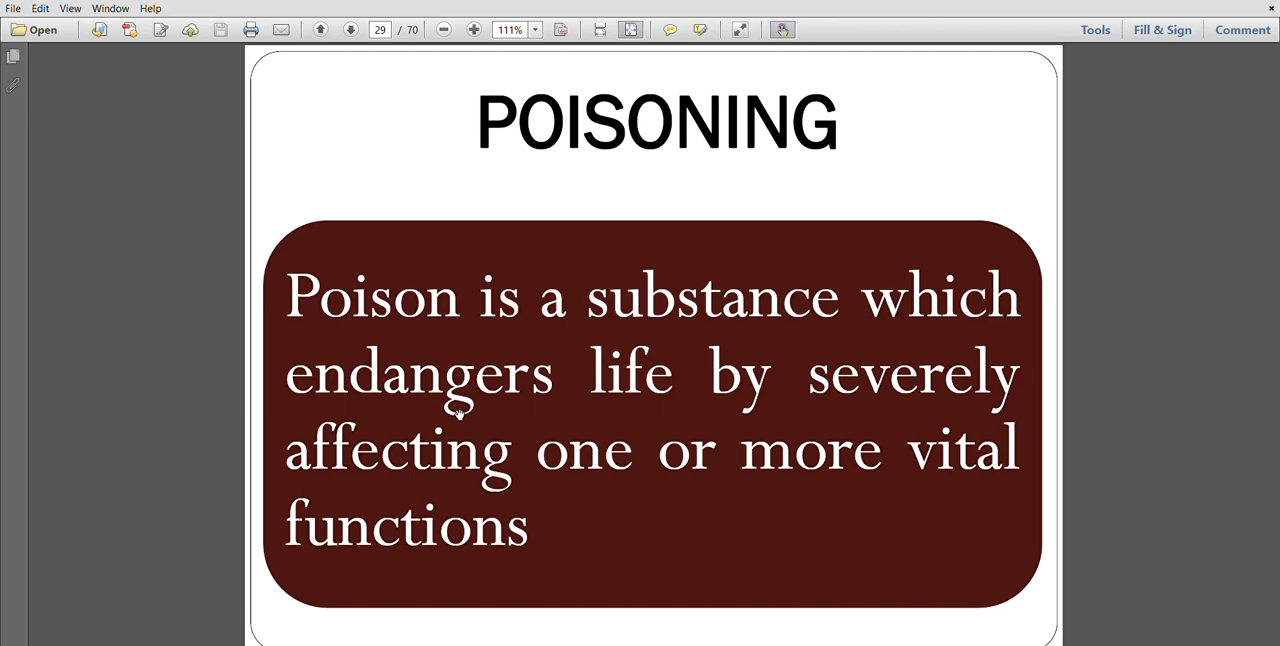 File Edit View Window Help
Open 29 / 70 111% Tools Fill & Sign Comment
POISONING
Poison is a substance which
endangers life by severely
affecting one or more vital
functions